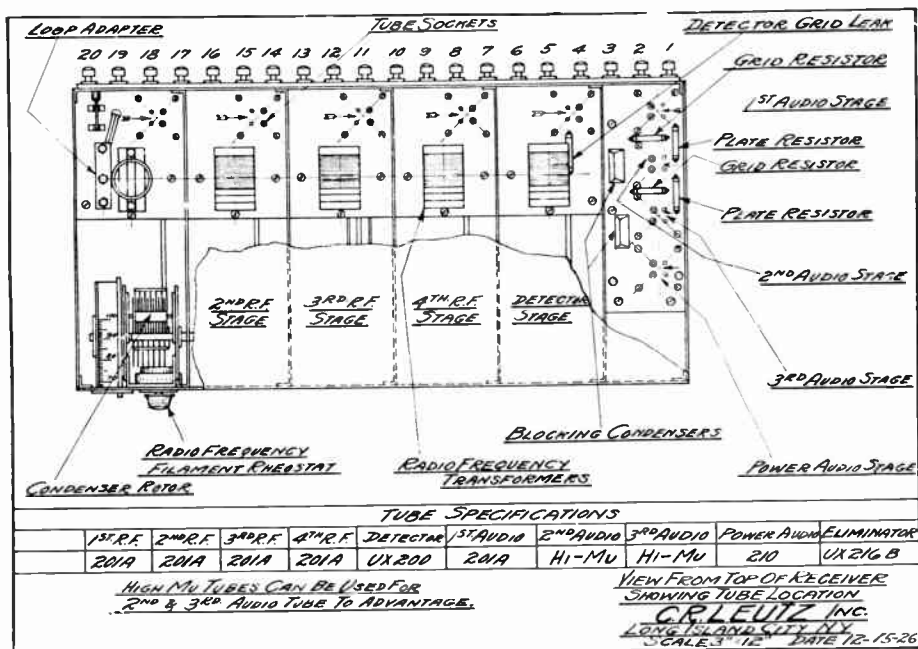 LOOP ADAPTER
TUBE SOCKETS
DETECTOR GRID LEAK
20 19 18 17 16 15 14 13 12 11 10 9 8 7 6 5 4 3 2 1
GRID RESISTOR
1ST AUDIO STAGE
PLATE RESISTOR
GRID RESISTOR
PLATE RESISTOR
2ND AUDIO STAGE
3RD AUDIO STAGE
POWER AUDIO STAGE
2ND R.F. STAGE
3RD R.F. STAGE
4TH R.F. STAGE
DETECTOR STAGE
BLOCKING CONDENSERS
RADIO FREQUENCY
FILAMENT RHEOSTAT
RADIO FREQUENCY
TRANSFORMERS
CONDENSER ROTOR
TUBE SPECIFICATIONS
1ST R.F. 2ND R.F. 3RD R.F. 4TH R.F. DETECTOR 1ST AUDIO 2ND AUDIO 3RD AUDIO POWER AUDIO ELIMINATOR
201A 201A 201A 201A UX200 201A HI-MU HI-MU 210 UX216B
HIGH MU TUBES CAN BE USED FOR
2ND & 3RD AUDIO TUBE TO ADVANTAGE.
VIEW FROM TOP OF RECEIVER
SHOWING TUBE LOCATION
C.R. LEUTZ INC.
LONG ISLAND CITY N.Y.
SCALE 3"-12" DATE 12-15-26